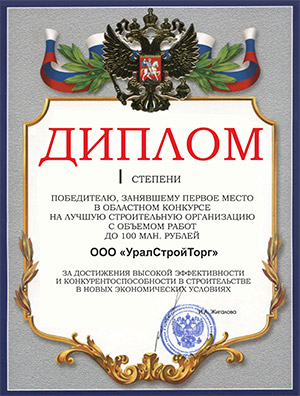 ДИПЛОМ
I СТЕПЕНИ
ПОБЕДИТЕЛЮ, ЗАНЯВШЕМУ ПЕРВОЕ МЕСТО
В ОБЛАСТНОМ КОНКУРСЕ
НА ЛУЧШУЮ СТРОИТЕЛЬНУЮ ОРГАНИЗАЦИЮ
С ОБЪЕМОМ РАБОТ
ДО 100 МЛН. РУБЛЕЙ
ООО «УралСтройТорг»
ЗА ДОСТИЖЕНИЯ ВЫСОКОЙ ЭФФЕКТИВНОСТИ
И КОНКУРЕНТОСПОСОБНОСТИ В СТРОИТЕЛЬСТВЕ
В НОВЫХ ЭКОНОМИЧЕСКИХ УСЛОВИЯХ
Жигалова